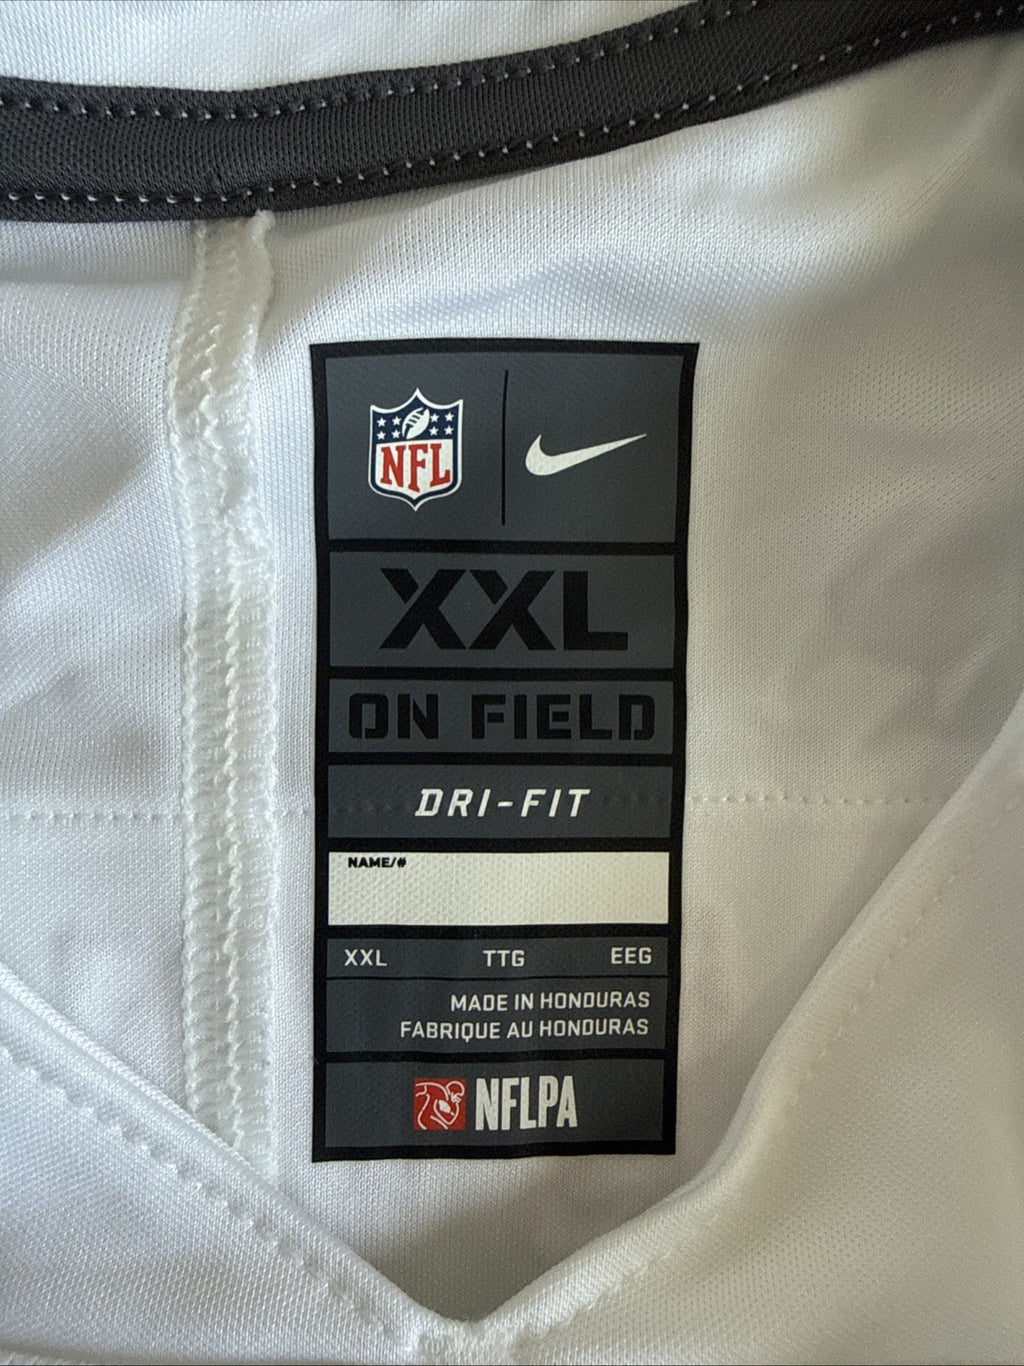 NFL
XXL
ON FIELD
DRI-FIT
NAME/#
XXL TTG EEG
MADE IN HONDURAS
FABRIQUE AU HONDURAS
NFLPA